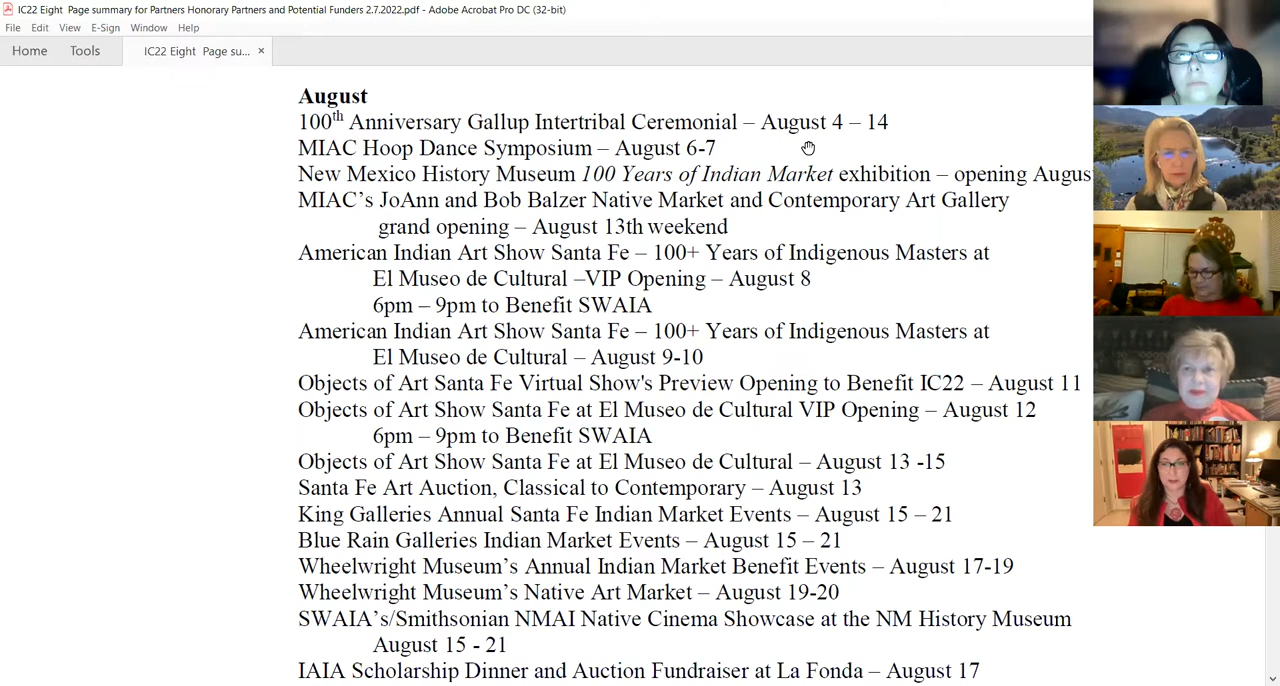 IC22 Eight  Page summary for Partners Honorary Partners and Potential Funders 2.7.2022.pdf - Adobe Acrobat Pro DC (32-bit)
File Edit View E-Sign Window Help
Home Tools IC22 Eight  Page su... ×
August
100th Anniversary Gallup Intertribal Ceremonial – August 4 – 14
MIAC Hoop Dance Symposium – August 6-7
New Mexico History Museum 100 Years of Indian Market exhibition – opening Augus
MIAC's JoAnn and Bob Balzer Native Market and Contemporary Art Gallery
grand opening – August 13th weekend
American Indian Art Show Santa Fe – 100+ Years of Indigenous Masters at
El Museo de Cultural –VIP Opening – August 8
6pm – 9pm to Benefit SWAIA
American Indian Art Show Santa Fe – 100+ Years of Indigenous Masters at
El Museo de Cultural – August 9-10
Objects of Art Santa Fe Virtual Show's Preview Opening to Benefit IC22 – August 11
Objects of Art Show Santa Fe at El Museo de Cultural VIP Opening – August 12
6pm – 9pm to Benefit SWAIA
Objects of Art Show Santa Fe at El Museo de Cultural – August 13 -15
Santa Fe Art Auction, Classical to Contemporary – August 13
King Galleries Annual Santa Fe Indian Market Events – August 15 – 21
Blue Rain Galleries Indian Market Events – August 15 – 21
Wheelwright Museum's Annual Indian Market Benefit Events – August 17-19
Wheelwright Museum's Native Art Market – August 19-20
SWAIA's/Smithsonian NMAI Native Cinema Showcase at the NM History Museum
August 15 - 21
IAIA Scholarship Dinner and Auction Fundraiser at La Fonda – August 17